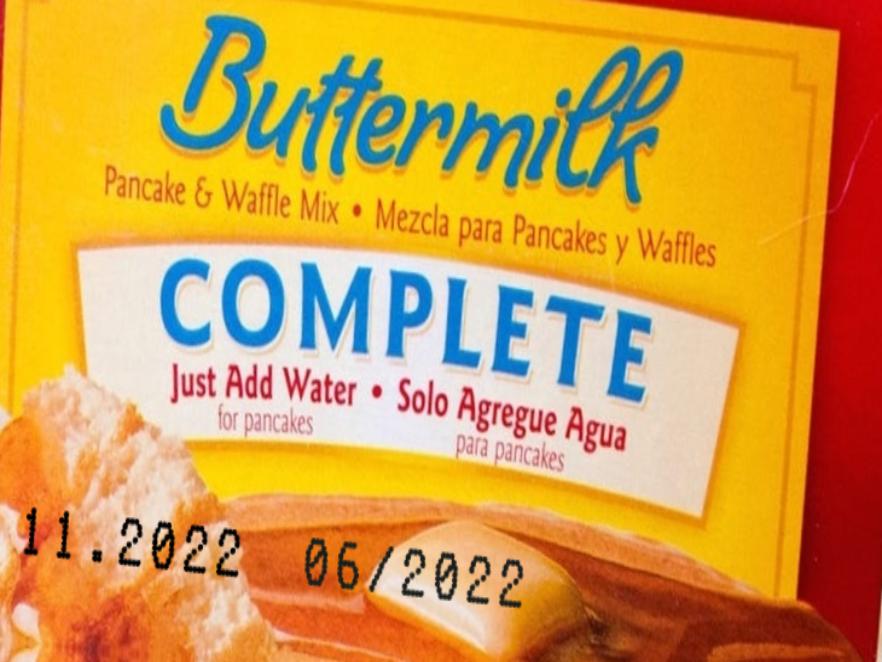 Buttermilk
Pancake & Waffle Mix • Mezcla para Pancakes y Waffles
COMPLETE
Just Add Water • Solo Agregue Agua
for pancakes para pancakes
11.2022 06/2022